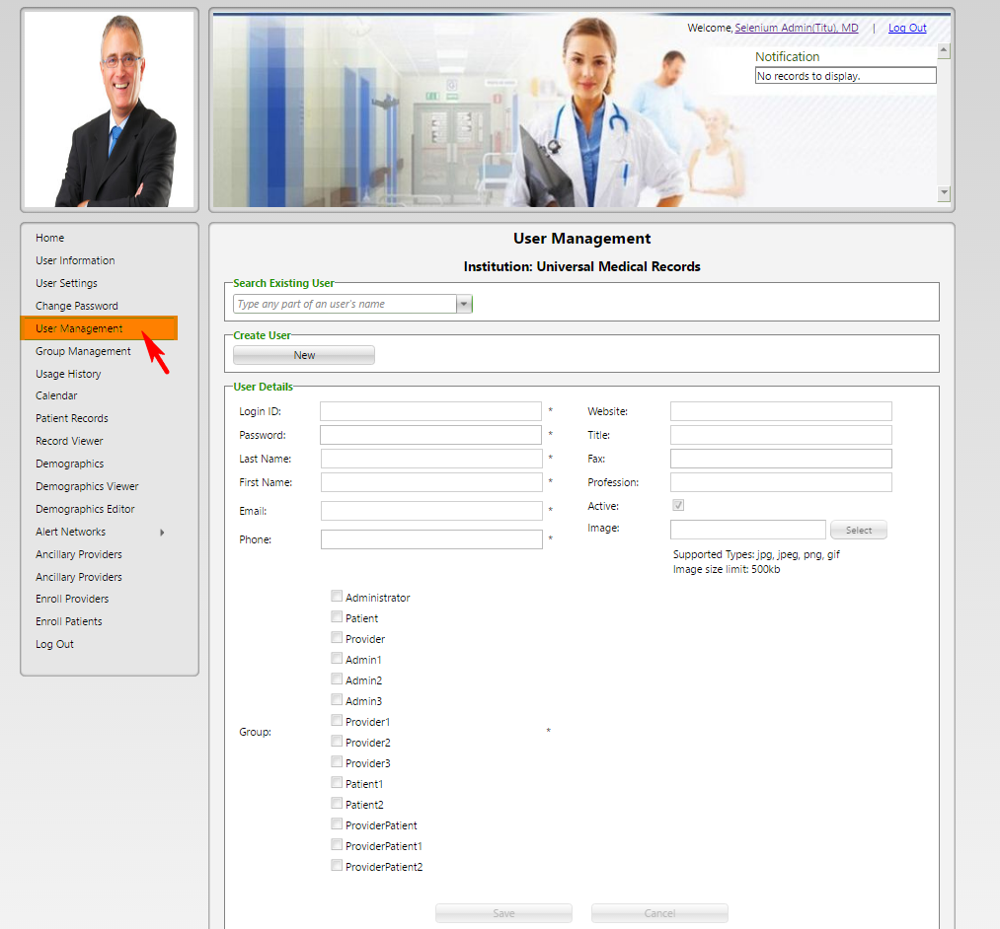 Welcome, Selenium Admin(Titu), MD | Log Out
Notification
No records to display.
Home
User Information
User Settings
Change Password
User Management
Group Management
Usage History
Calendar
Patient Records
Record Viewer
Demographics
Demographics Viewer
Demographics Editor
Alert Networks
Ancillary Providers
Ancillary Providers
Enroll Providers
Enroll Patients
Log Out
User Management
Institution: Universal Medical Records
Search Existing User
Type any part of an user's name
Create User
New
User Details
Login ID: *
Password: *
Last Name: *
First Name: *
Email: *
Phone: *
Website:
Title:
Fax:
Profession:
Active:
Image: Select
Supported Types: jpg, jpeg, png, gif
Image size limit: 500kb
Group: *
Administrator
Patient
Provider
Admin1
Admin2
Admin3
Provider1
Provider2
Provider3
Patient1
Patient2
ProviderPatient
ProviderPatient1
ProviderPatient2
Save Cancel